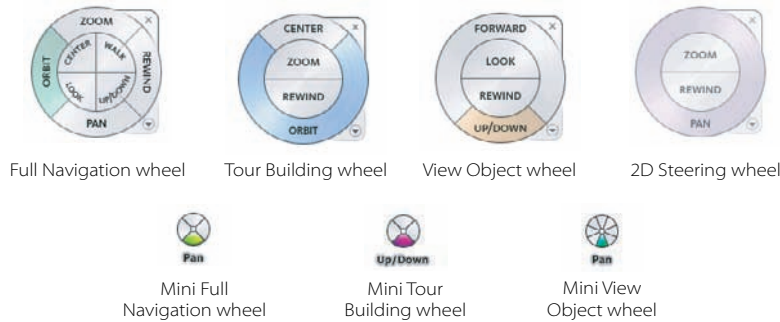 ZOOM
CENTER
WALK
ORBIT
REWIND
LOOK
UP/DOWN
PAN
CENTER
ZOOM
REWIND
ORBIT
FORWARD
LOOK
REWIND
UP/DOWN
ZOOM
REWIND
PAN
Full Navigation wheel
Tour Building wheel
View Object wheel
2D Steering wheel
Pan
Up/Down
Pan
Mini Full
Navigation wheel
Mini Tour
Building wheel
Mini View
Object wheel